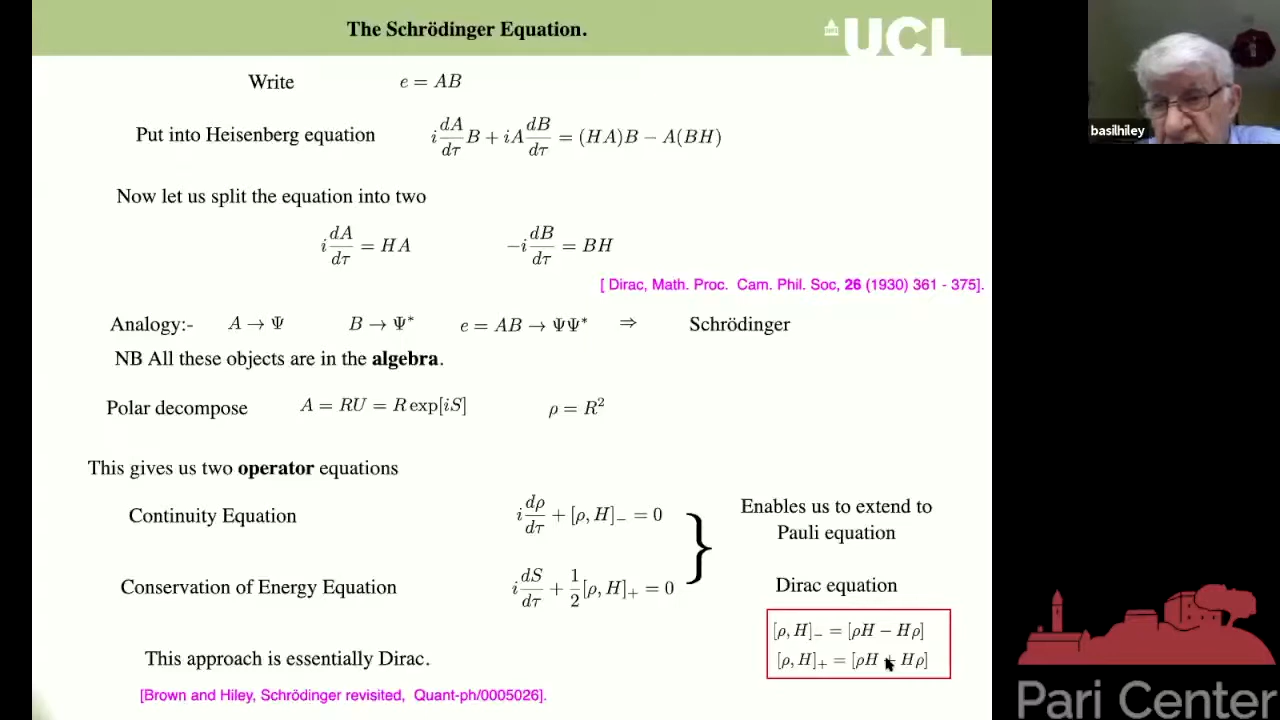 The Schrödinger Equation.
UCL
basilhiley
Write e = AB
Put into Heisenberg equation i dA/dτ B + iA dB/dτ = (HA)B − A(BH)
Now let us split the equation into two
i dA/dτ = HA −i dB/dτ = BH
[ Dirac, Math. Proc. Cam. Phil. Soc, 26 (1930) 361 - 375].
Analogy:- A → Ψ B → Ψ* e = AB → ΨΨ* ⇒ Schrödinger
NB All these objects are in the algebra.
Polar decompose A = RU = R exp[iS] ρ = R²
This gives us two operator equations
Continuity Equation i dρ/dτ + [ρ, H]₋ = 0
Enables us to extend to
Pauli equation
Conservation of Energy Equation i dS/dτ + 1/2 [ρ, H]₊ = 0
Dirac equation
[ρ, H]₋ = [ρH − Hρ]
[ρ, H]₊ = [ρH + Hρ]
This approach is essentially Dirac.
[Brown and Hiley, Schrödinger revisited, Quant-ph/0005026].
Pari Center